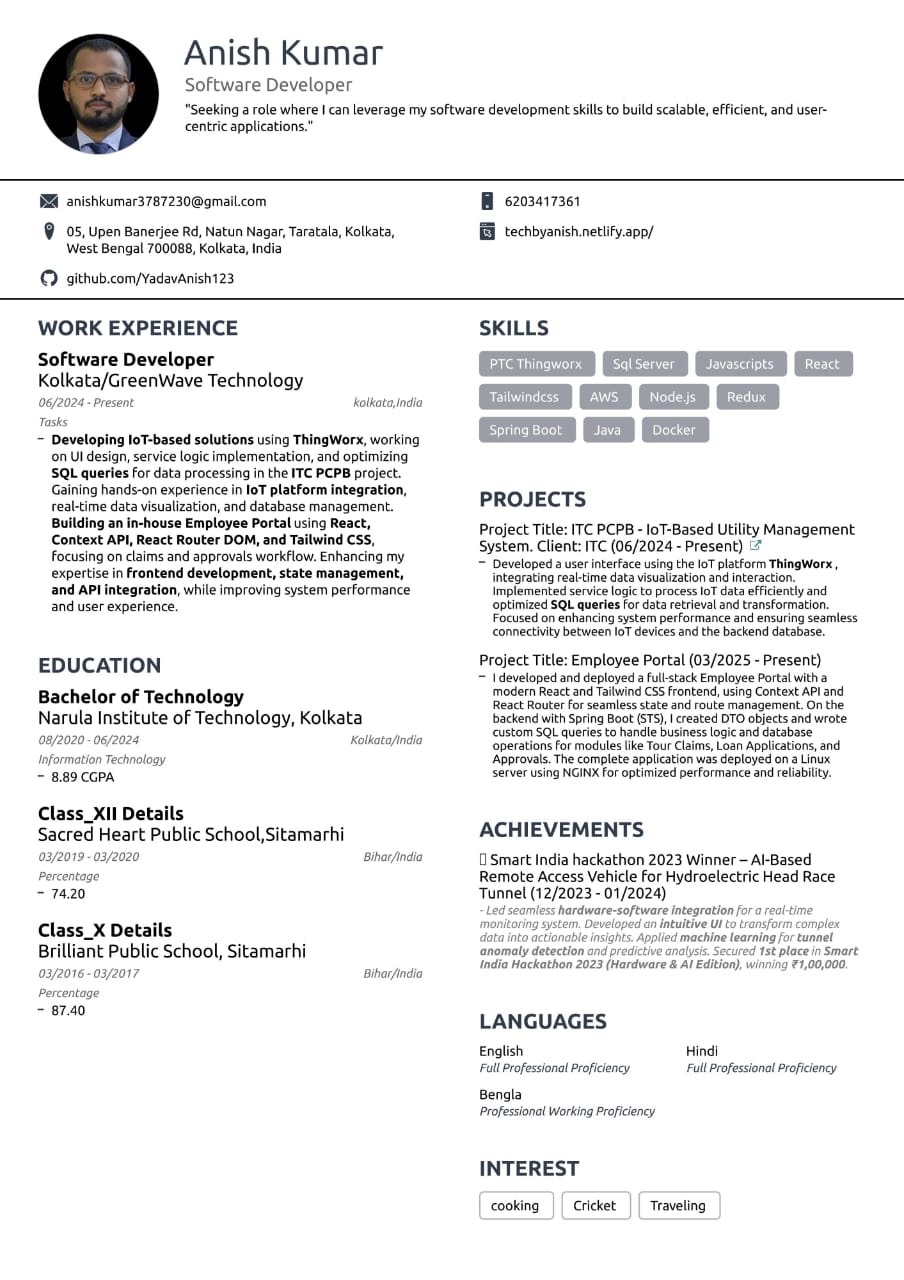 Anish Kumar
Software Developer
"Seeking a role where I can leverage my software development skills to build scalable, efficient, and user-
centric applications."
anishkumar3787230@gmail.com
6203417361
05, Upen Banerjee Rd, Natun Nagar, Taratala, Kolkata,
West Bengal 700088, Kolkata, India
techbyanish.netlify.app/
github.com/YadavAnish123
WORK EXPERIENCE
Software Developer
Kolkata/GreenWave Technology
06/2024 - Present
kolkata,India
Tasks
– Developing IoT-based solutions using ThingWorx, working
on UI design, service logic implementation, and optimizing
SQL queries for data processing in the ITC PCPB project.
Gaining hands-on experience in IoT platform integration,
real-time data visualization, and database management.
Building an in-house Employee Portal using React,
Context API, React Router DOM, and Tailwind CSS,
focusing on claims and approvals workflow. Enhancing my
expertise in frontend development, state management,
and API integration, while improving system performance
and user experience.
EDUCATION
Bachelor of Technology
Narula Institute of Technology, Kolkata
08/2020 - 06/2024
Kolkata/India
Information Technology
– 8.89 CGPA
Class_XII Details
Sacred Heart Public School,Sitamarhi
03/2019 - 03/2020
Bihar/India
Percentage
– 74.20
Class_X Details
Brilliant Public School, Sitamarhi
03/2016 - 03/2017
Bihar/India
Percentage
– 87.40
SKILLS
PTC Thingworx
Sql Server
Javascripts
React
Tailwindcss
AWS
Node.js
Redux
Spring Boot
Java
Docker
PROJECTS
Project Title: ITC PCPB - IoT-Based Utility Management
System. Client: ITC (06/2024 - Present)
– Developed a user interface using the IoT platform ThingWorx ,
integrating real-time data visualization and interaction.
Implemented service logic to process IoT data efficiently and
optimized SQL queries for data retrieval and transformation.
Focused on enhancing system performance and ensuring seamless
connectivity between IoT devices and the backend database.
Project Title: Employee Portal (03/2025 - Present)
– I developed and deployed a full-stack Employee Portal with a
modern React and Tailwind CSS frontend, using Context API and
React Router for seamless state and route management. On the
backend with Spring Boot (STS), I created DTO objects and wrote
custom SQL queries to handle business logic and database
operations for modules like Tour Claims, Loan Applications, and
Approvals. The complete application was deployed on a Linux
server using NGINX for optimized performance and reliability.
ACHIEVEMENTS
Smart India hackathon 2023 Winner – AI-Based
Remote Access Vehicle for Hydroelectric Head Race
Tunnel (12/2023 - 01/2024)
- Led seamless hardware-software integration for a real-time
monitoring system. Developed an intuitive UI to transform complex
data into actionable insights. Applied machine learning for tunnel
anomaly detection and predictive analysis. Secured 1st place in Smart
India Hackathon 2023 (Hardware & AI Edition), winning ₹1,00,000.
LANGUAGES
English
Full Professional Proficiency
Hindi
Full Professional Proficiency
Bengla
Professional Working Proficiency
INTEREST
cooking
Cricket
Traveling